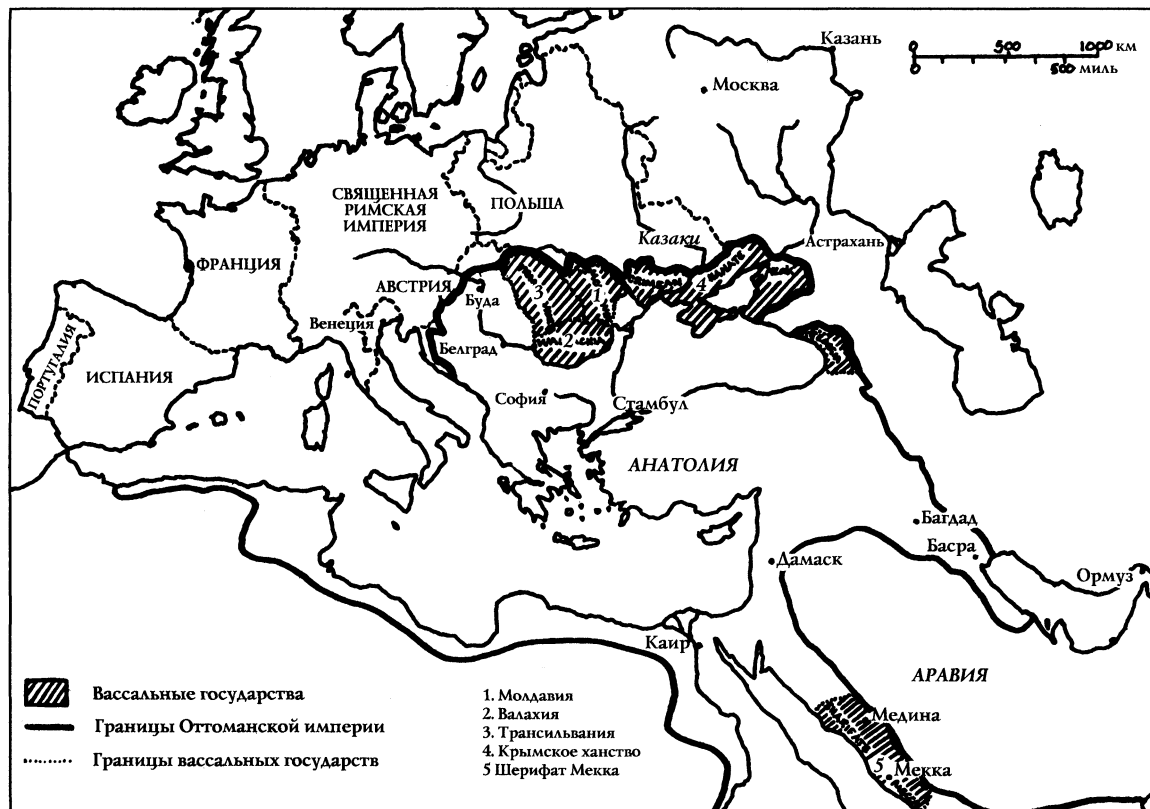 Казань
0 500 1000 км
0 500 миль
Москва
СВЯЩЕННАЯ
РИМСКАЯ
ИМПЕРИЯ
ПОЛЬША
Казаки
Астрахань
ФРАНЦИЯ
АВСТРИЯ
Буда
3
1
4
KHANATE
Венеция
2
Белград
ПОРТУГАЛИЯ
ИСПАНИЯ
София
Стамбул
АНАТОЛИЯ
Багдад
Басра
Дамаск
Ормуз
Каир
АРАВИЯ
Медина
5
Мекка
Вассальные государства
Границы Оттоманской империи
Границы вассальных государств
1. Молдавия
2. Валахия
3. Трансильвания
4. Крымское ханство
5 Шерифат Мекка